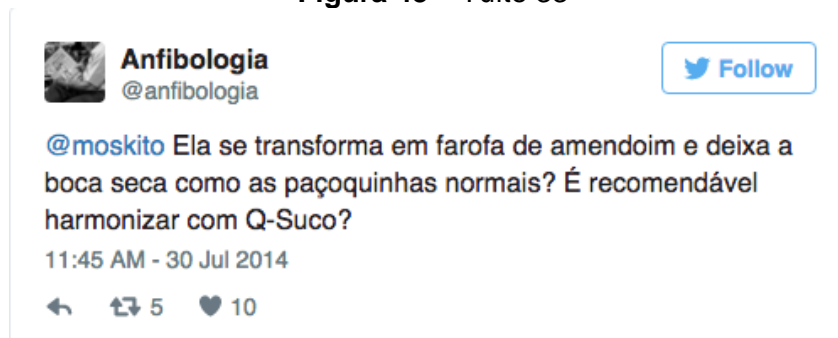 Anfibologia
@anfibologia
Follow
@moskito Ela se transforma em farofa de amendoim e deixa a
boca seca como as paçoquinhas normais? É recomendável
harmonizar com Q-Suco?
11:45 AM - 30 Jul 2014
5 10